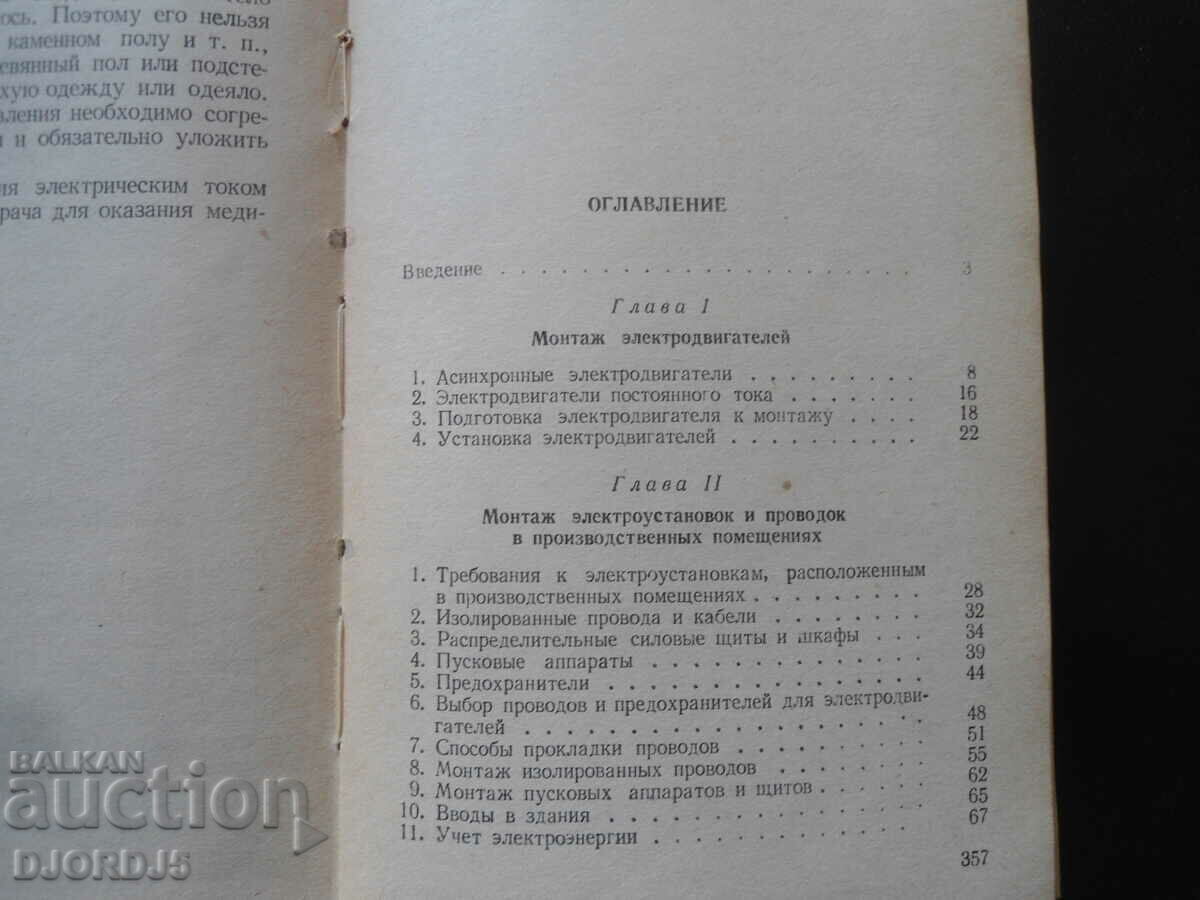 тело
ось. Поэтому его нельзя
каменном полу и т. п.,
евянный пол или подсте-
хую одежду или одеяло.
вления необходимо согре-
и и обязательно уложить
ия электрическим током
рача для оказания меди-
ОГЛАВЛЕНИЕ
Введение . . . . . . . . . . . . . . . . . 3
Глава I
Монтаж электродвигателей
1. Асинхронные электродвигатели . . . . . . . . 8
2. Электродвигатели постоянного тока . . . . . . 16
3. Подготовка электродвигателя к монтажу . . . . 18
4. Установка электродвигателей . . . . . . . . . 22
Глава II
Монтаж электроустановок и проводок
в производственных помещениях
1. Требования к электроустановкам, расположенным
в производственных помещениях . . . . . . . . 28
2. Изолированные провода и кабели . . . . . . . 32
3. Распределительные силовые щиты и шкафы . . . 34
4. Пусковые аппараты . . . . . . . . . . . . 39
5. Предохранители . . . . . . . . . . . . . . 44
6. Выбор проводов и предохранителей для электродви-
гателей . . . . . . . . . . . . . . . . . 48
7. Способы прокладки проводов . . . . . . . . 51
8. Монтаж изолированных проводов . . . . . . . 55
9. Монтаж пусковых аппаратов и щитов . . . . . 62
10. Вводы в здания . . . . . . . . . . . . . . 65
11. Учет электроэнергии . . . . . . . . . . . . 67
357
BALKAN
auction
DJORDJ5